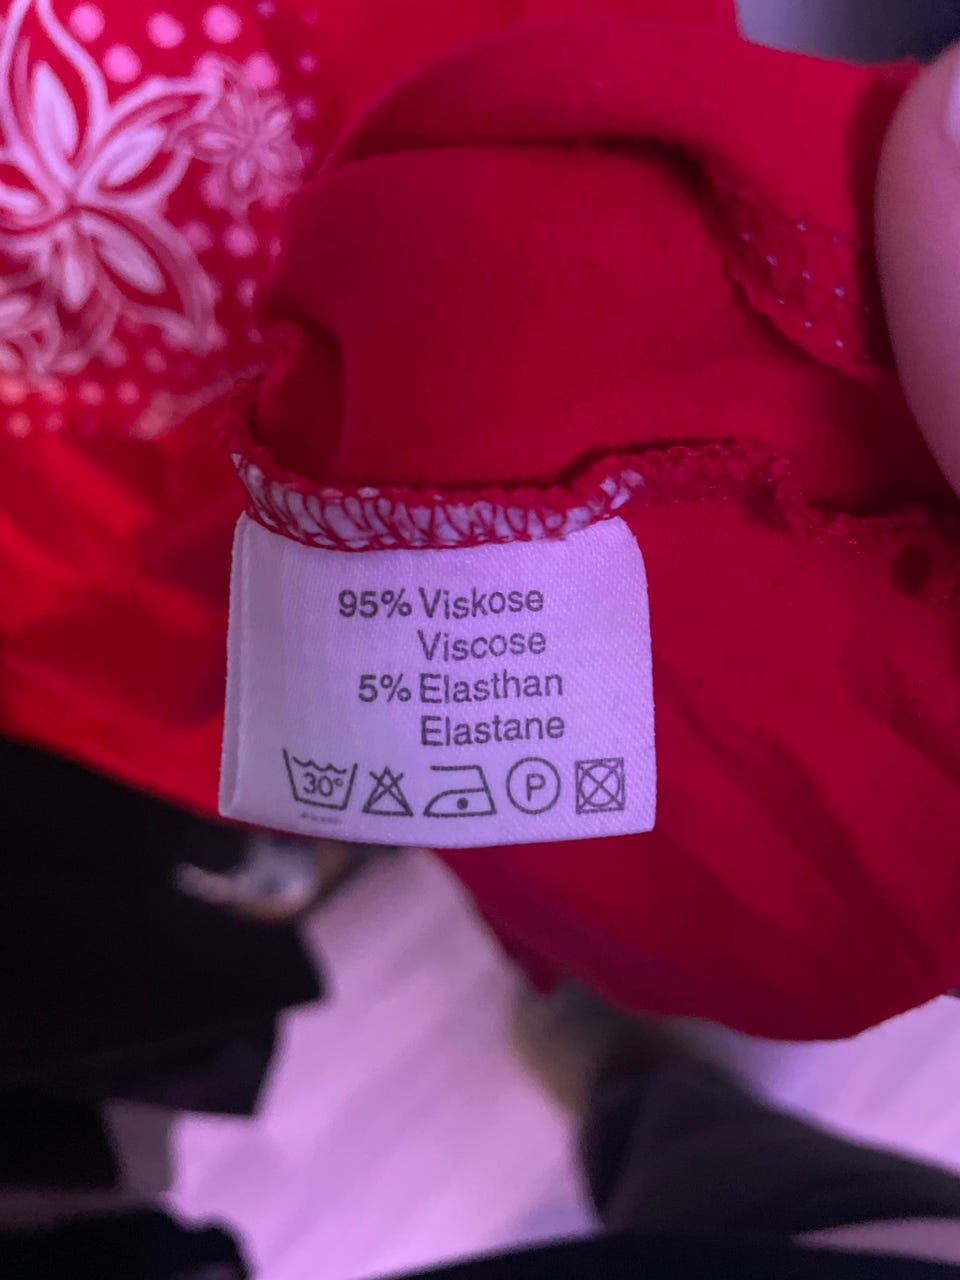 95% Viskose
Viscose
5% Elasthan
Elastane
30° P